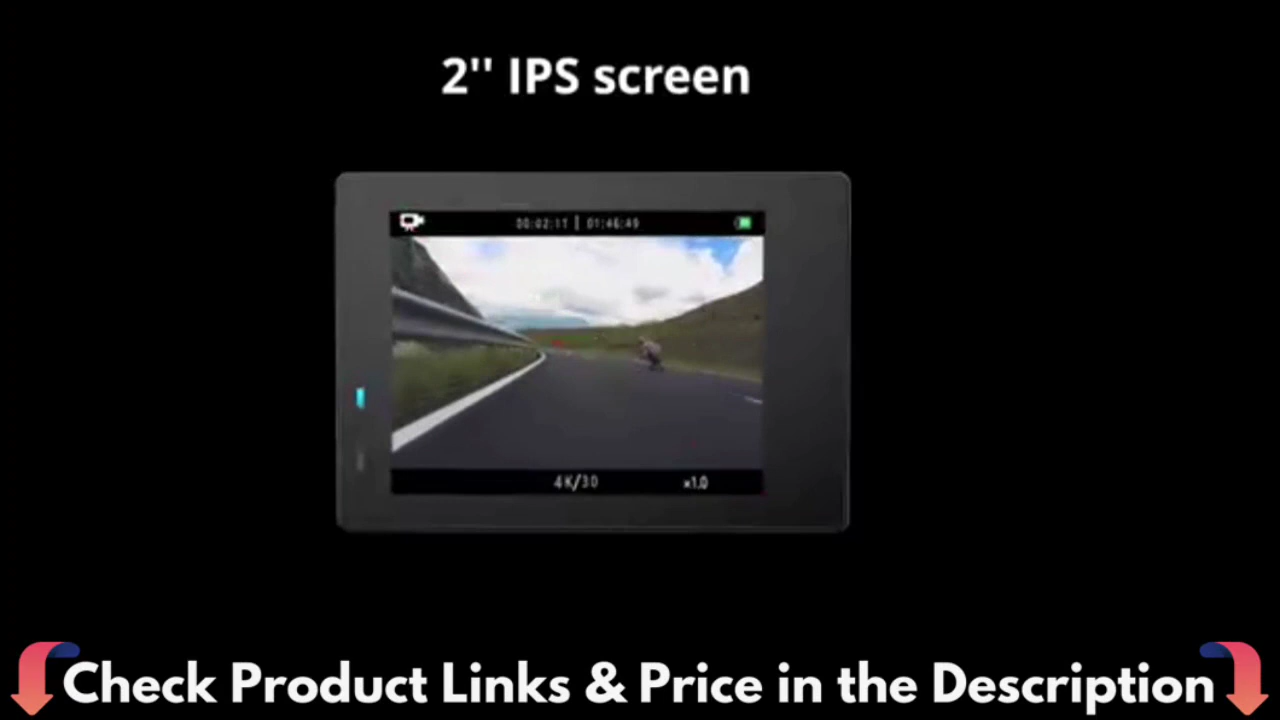 2'' IPS screen
00:02:17 | 01:46:49
4K/30 ×1.0
Check Product Links & Price in the Description